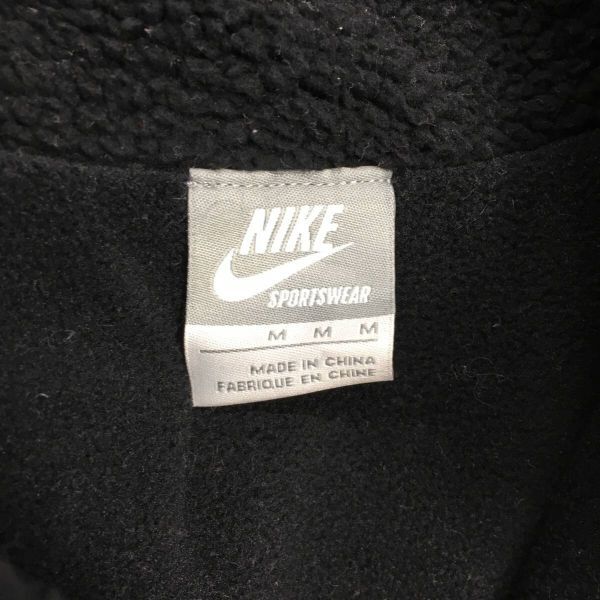 NIKE
SPORTSWEAR
M M M
MADE IN CHINA
FABRIQUE EN CHINE